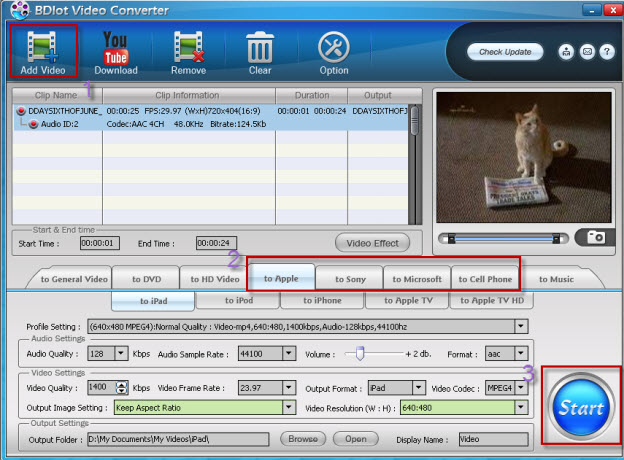 BDlot Video Converter
Add Video
You Tube
Download
Remove
Clear
Option
Check Update
?
1
Clip Name Clip Information Duration Output
DDAYSIXTHOFJUNE_ 00:00:25 FPS:29.97 (WxH)720x404(16:9) 00:00:01 00:00:24 DDAYSIXTHOFJ
Audio ID:2 Codec:AAC 4CH 48.0KHz Bitrate:124.5Kb
Start & End time
Start Time : 00:00:01 End Time : 00:00:24 Video Effect
2
to General Video to DVD to HD Video to Apple to Sony to Microsoft to Cell Phone to Music
to iPad to iPod to iPhone to Apple TV to Apple TV HD
Profile Setting : (640x480 MPEG4):Normal Quality : Video-mp4,640:480,1400kbps,Audio-128kbps,44100hz
Audio Settings
Audio Quality : 128 Kbps Audio Sample Rate : 44100 Volume : + 2 db. Format : aac
Video Settings
Video Quality : 1400 Kbps Video Frame Rate : 23.97 Output Format : iPad Video Codec : MPEG4
3
Output Image Setting : Keep Aspect Ratio Video Resolution (W : H) : 640:480
Start
Output Settings
Output Folder : D:\My Documents\My Videos\iPad\ Browse Open Display Name : Video